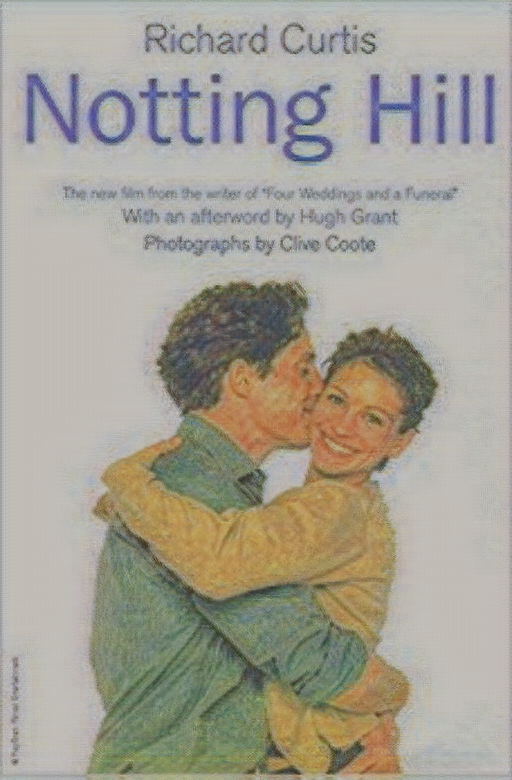 Richard Curtis
Notting Hill
The new film from the writer of "Four Weddings and a Funeral"
With an afterword by Hugh Grant
Photographs by Clive Coote